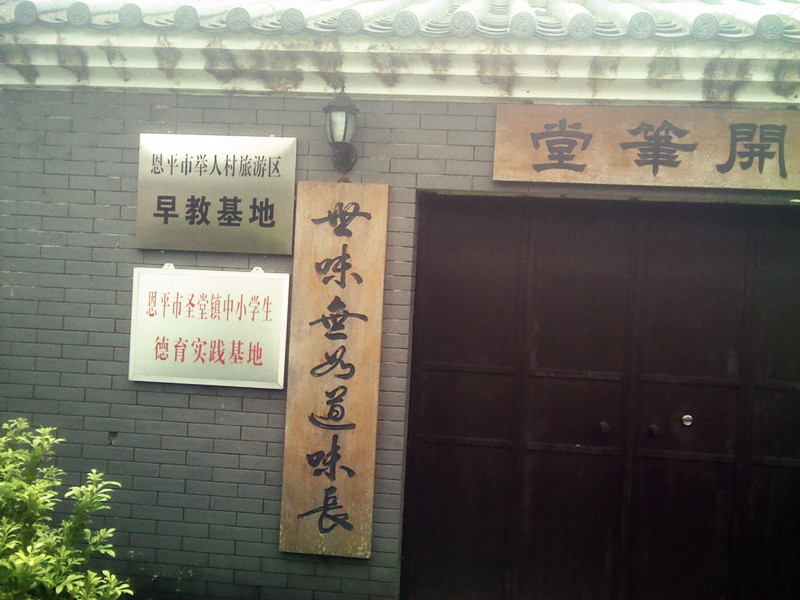 開筆堂
恩平市举人村旅游区
早教基地
恩平市圣堂镇中小学生
德育实践基地
世味無如道味長